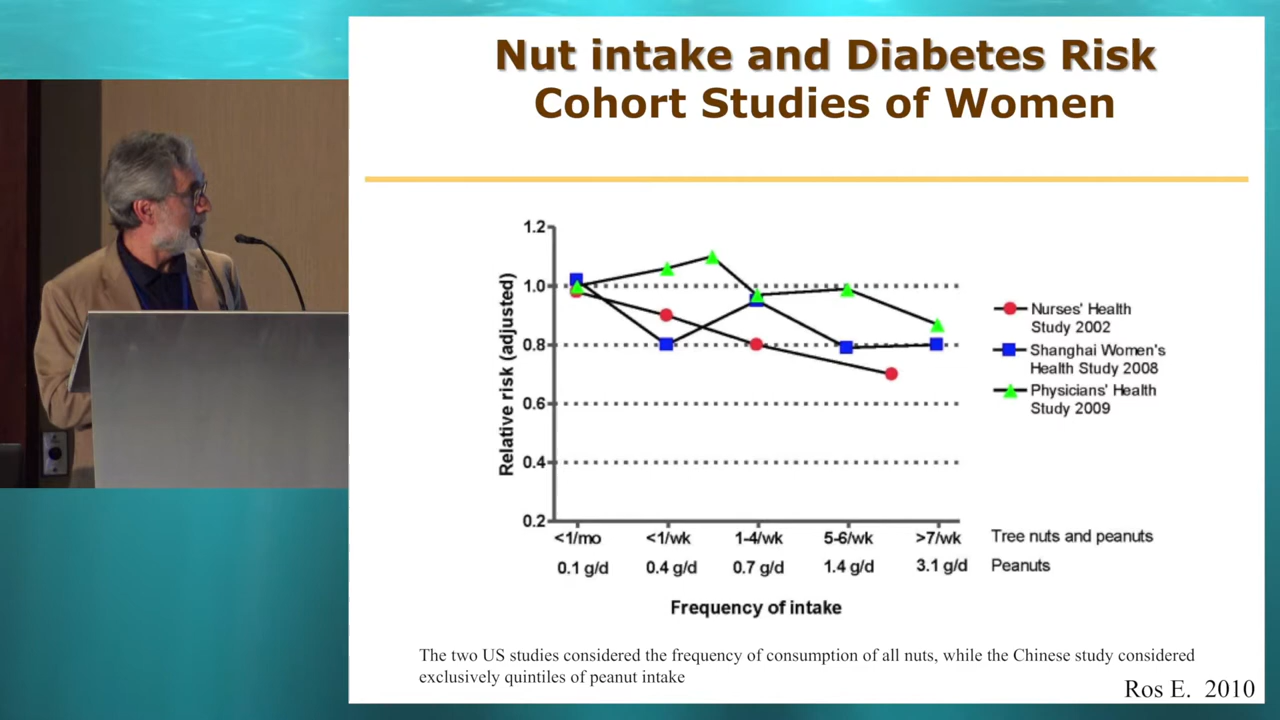 Nut intake and Diabetes Risk
Cohort Studies of Women
1.2
1.0
0.8
0.6
0.4
0.2
Relative risk (adjusted)
<1/mo <1/wk 1-4/wk 5-6/wk >7/wk Tree nuts and peanuts
0.1 g/d 0.4 g/d 0.7 g/d 1.4 g/d 3.1 g/d Peanuts
Frequency of intake
Nurses' Health
Study 2002
Shanghai Women's
Health Study 2008
Physicians' Health
Study 2009
The two US studies considered the frequency of consumption of all nuts, while the Chinese study considered
exclusively quintiles of peanut intake
Ros E. 2010